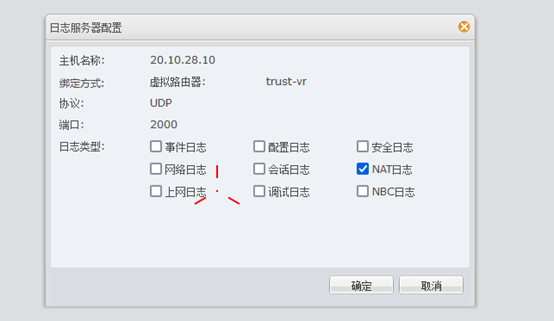 日志服务器配置
主机名称: 20.10.28.10
绑定方式: 虚拟路由器: trust-vr
协议: UDP
端口: 2000
日志类型: 事件日志 配置日志 安全日志
网络日志 会话日志 NAT日志
上网日志 调试日志 NBC日志
确定 取消